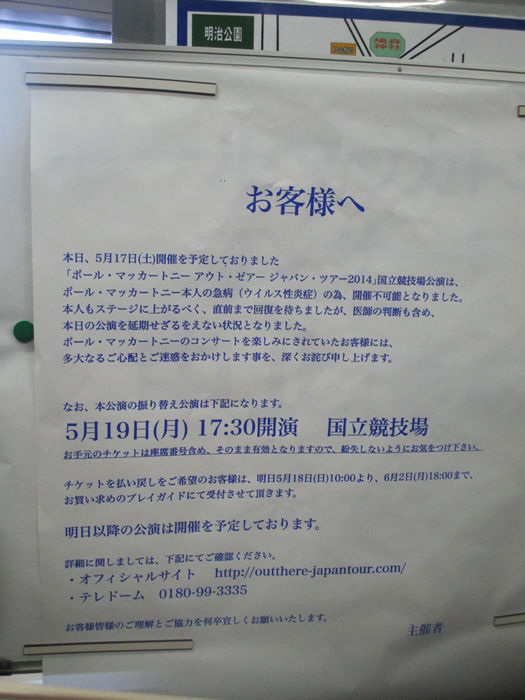 明治公園
鳩森
神社
お客様へ
本日、5月17日(土)開催を予定しておりました
「ポール・マッカートニー アウト・ゼアー ジャパン・ツアー2014」国立競技場公演は、
ポール・マッカートニー本人の急病（ウイルス性炎症）の為、開催不可能となりました。
本人もステージに上がるべく、直前まで回復を待ちましたが、医師の判断も含め、
本日の公演を延期せざるをえない状況となりました。
ポール・マッカートニーのコンサートを楽しみにされていたお客様には、
多大なるご心配とご迷惑をおかけします事を、深くお詫び申し上げます。
なお、本公演の振り替え公演は下記になります。
5月19日(月) 17:30開演　国立競技場
お手元のチケットは座席番号含め、そのまま有効となりますので、紛失しないようにお気をつけ下さい。
チケットを払い戻しをご希望のお客様は、明日5月18日(日)10:00より、6月2日(月)18:00まで、
お買い求めのプレイガイドにて受付させて頂きます。
明日以降の公演は開催を予定しております。
詳細に関しましては、下記にてご確認ください。
・オフィシャルサイト　http://outthere-japantour.com/
・テレドーム　0180-99-3335
お客様皆様のご理解とご協力を何卒宜しくお願いいたします。
主催者